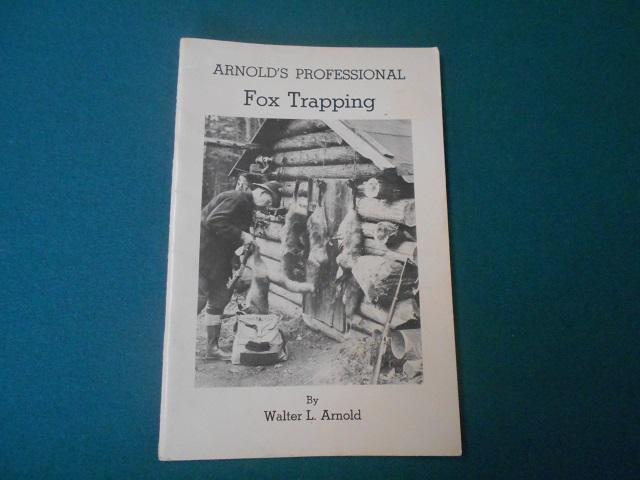 ARNOLD'S PROFESSIONAL
Fox Trapping
By
Walter L. Arnold